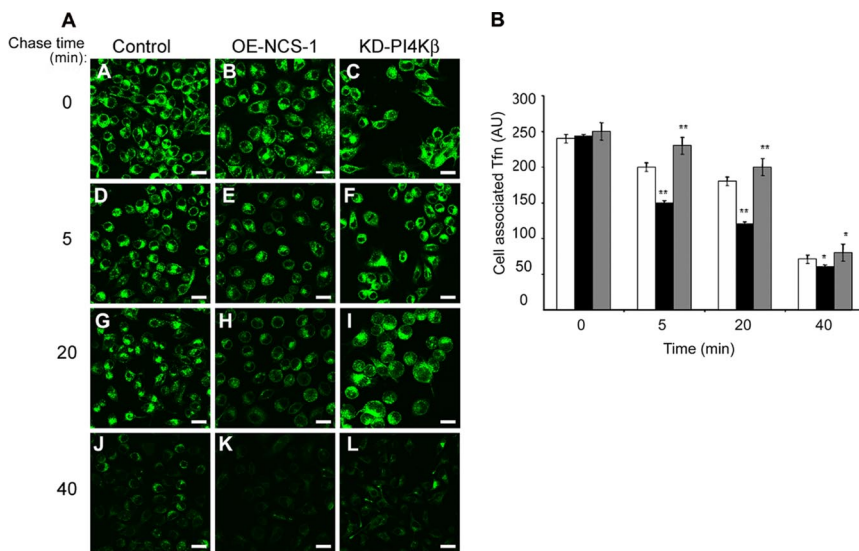 A
Chase time
(min):
Control
OE-NCS-1
KD-PI4Kβ
0
A
B
C
5
D
E
F
20
G
H
I
40
J
K
L
B
Cell associated Tfn (AU)
300
250
200
150
100
50
0
**
**
**
**
*
*
0
5
20
40
Time (min)